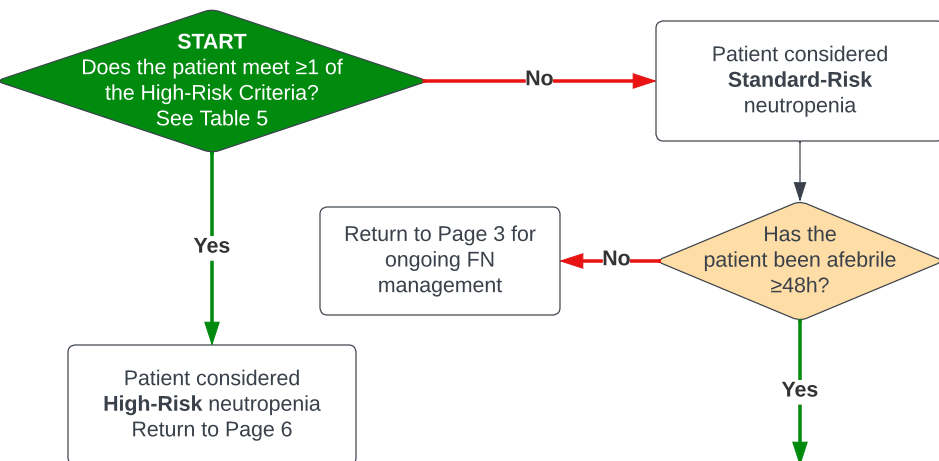 START
Does the patient meet ≥1 of
the High-Risk Criteria?
See Table 5
No
Patient considered
Standard-Risk
neutropenia
Yes
Return to Page 3 for
ongoing FN
management
No
Has the
patient been afebrile
≥48h?
Patient considered
High-Risk neutropenia
Return to Page 6
Yes